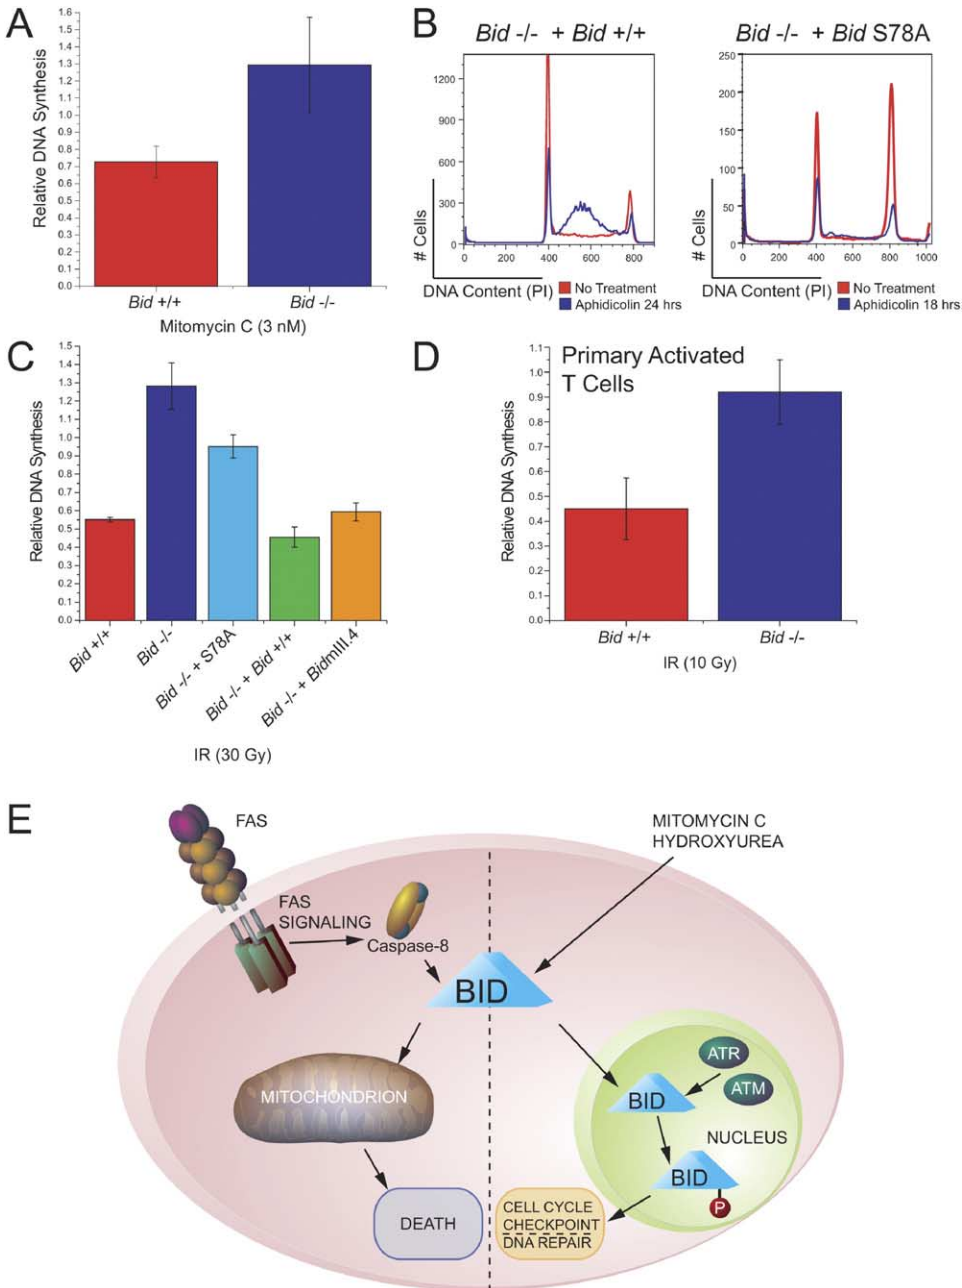 A
Relative DNA Synthesis
1.6
1.5
1.4
1.3
1.2
1.1
1.0
0.9
0.8
0.7
0.6
0.5
0.4
0.3
0.2
0.1
0.0
Bid +/+
Bid -/-
Mitomycin C (3 nM)
B
Bid -/- + Bid +/+
# Cells
1200
900
600
300
0
0
200
400
600
800
DNA Content (PI)
No Treatment
Aphidicolin 24 hrs
Bid -/- + Bid S78A
# Cells
250
200
150
100
50
0
0
200
400
600
800
1000
DNA Content (PI)
No Treatment
Aphidicolin 18 hrs
C
Relative DNA Synthesis
1.5
1.4
1.3
1.2
1.1
1.0
0.9
0.8
0.7
0.6
0.5
0.4
0.3
0.2
0.1
0.0
Bid +/+
Bid -/-
Bid -/- + S78A
Bid -/- + Bid +/+
Bid -/- + BidmIII.4
IR (30 Gy)
D
Primary Activated
T Cells
Relative DNA Synthesis
1.1
1.0
0.9
0.8
0.7
0.6
0.5
0.4
0.3
0.2
0.1
0.0
Bid +/+
Bid -/-
IR (10 Gy)
E
FAS
FAS
SIGNALING
Caspase-8
MITOMYCIN C
HYDROXYUREA
BID
MITOCHONDRION
DEATH
ATR
ATM
BID
NUCLEUS
BID
P
CELL CYCLE
CHECKPOINT
DNA REPAIR